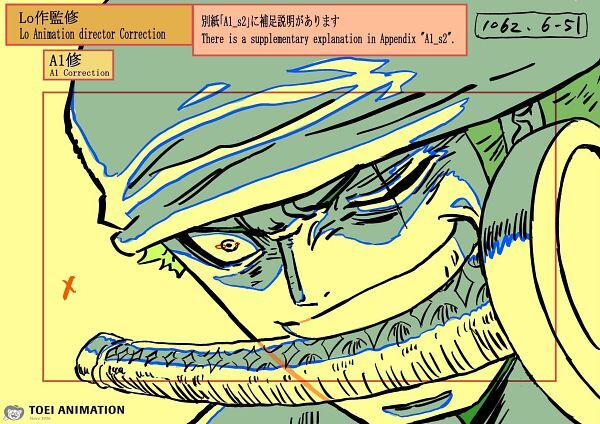 Lo作監修
Lo Animation director Correction
別紙「A1_s2」に補足説明があります
There is a supplementary explanation in Appendix "A1_s2".
1062. 6-51
A1修
A1 Correction
TOEI ANIMATION
Since 1956